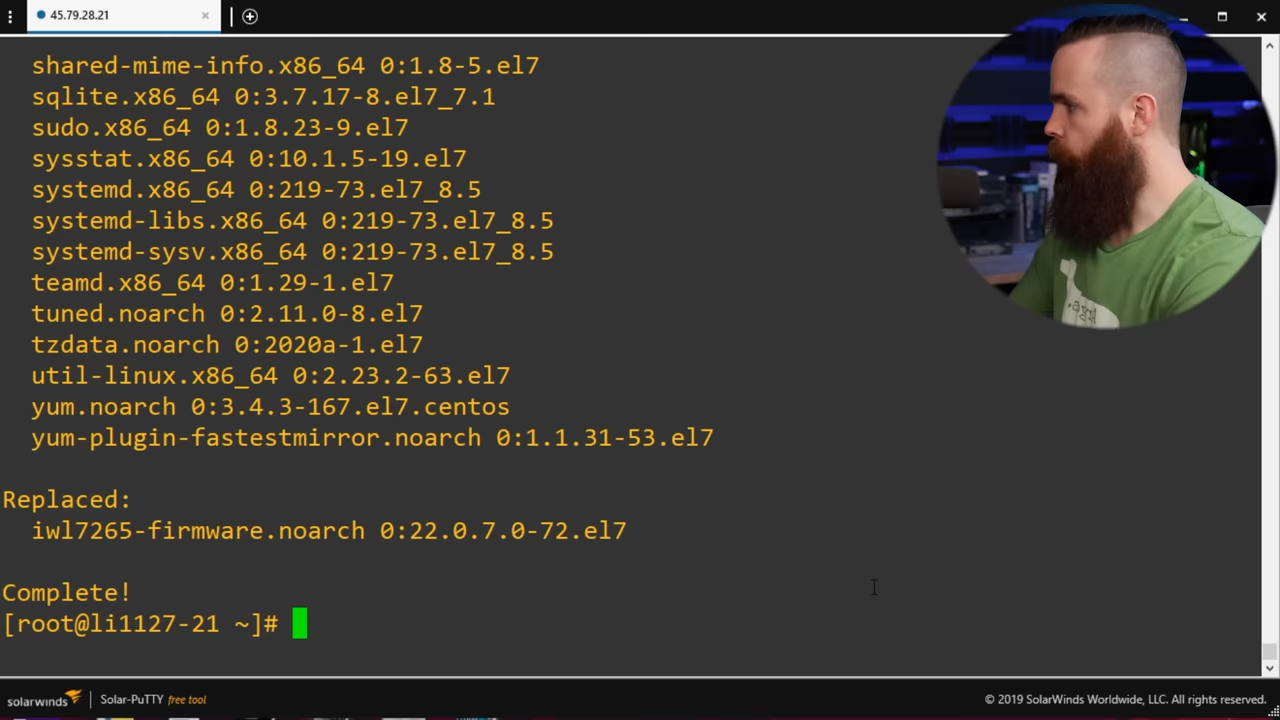 45.79.28.21
shared-mime-info.x86_64 0:1.8-5.el7
sqlite.x86_64 0:3.7.17-8.el7_7.1
sudo.x86_64 0:1.8.23-9.el7
sysstat.x86_64 0:10.1.5-19.el7
systemd.x86_64 0:219-73.el7_8.5
systemd-libs.x86_64 0:219-73.el7_8.5
systemd-sysv.x86_64 0:219-73.el7_8.5
teamd.x86_64 0:1.29-1.el7
tuned.noarch 0:2.11.0-8.el7
tzdata.noarch 0:2020a-1.el7
util-linux.x86_64 0:2.23.2-63.el7
yum.noarch 0:3.4.3-167.el7.centos
yum-plugin-fastestmirror.noarch 0:1.1.31-53.el7
Replaced:
iwl7265-firmware.noarch 0:22.0.7.0-72.el7
Complete!
[root@li1127-21 ~]#
solarwinds | Solar-PuTTY free tool © 2019 SolarWinds Worldwide, LLC. All rights reserved.